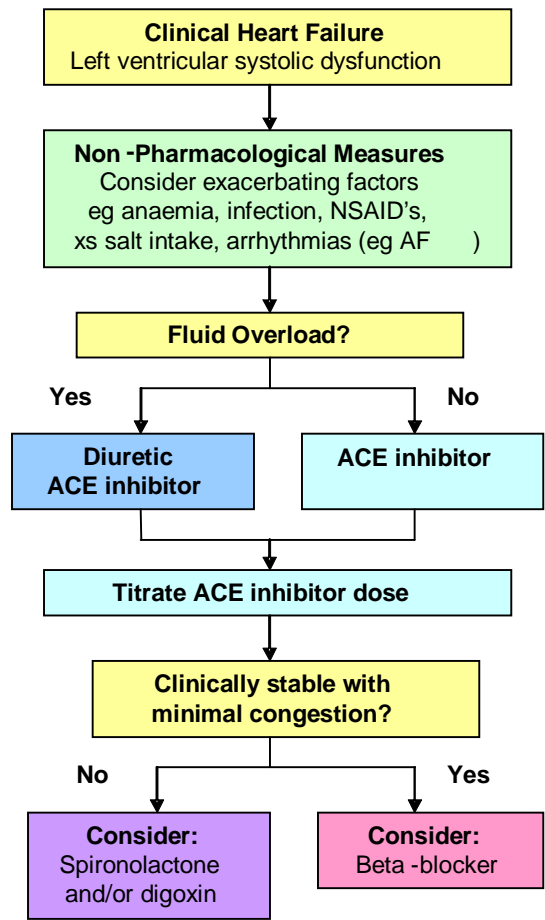 Clinical Heart Failure
Left ventricular systolic dysfunction
Non -Pharmacological Measures
Consider exacerbating factors
eg anaemia, infection, NSAID's,
xs salt intake, arrhythmias (eg AF )
Fluid Overload?
Yes
No
Diuretic
ACE inhibitor
ACE inhibitor
Titrate ACE inhibitor dose
Clinically stable with
minimal congestion?
No
Yes
Consider:
Spironolactone
and/or digoxin
Consider:
Beta -blocker